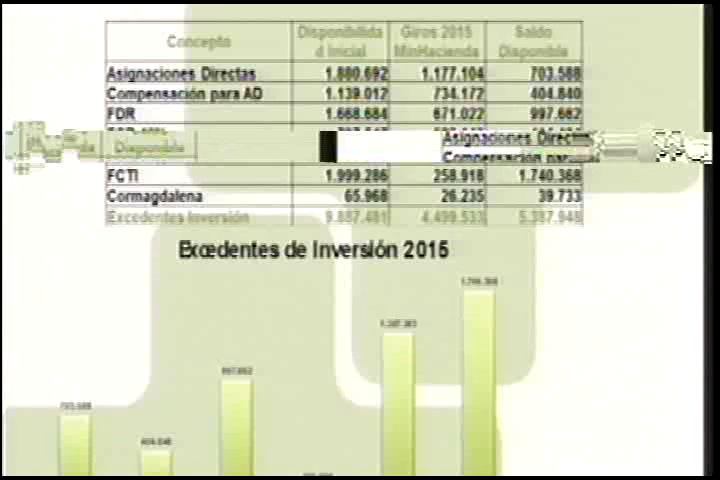 Concepto Disponibilida d Inicial Giros 2015 MinHacienda Saldo Disponible
Asignaciones Directas 1.880.692 1.177.104 703.588
Compensación para AD 1.139.012 734.172 404.840
FDR 1.668.684 671.022 997.662
Disponible Asignaciones Direct
Compensación par
FCTI 1.999.286 258.918 1.740.368
Cormagdalena 65.968 26.235 39.733
Excedentes Inversión 9.887.481 4.499.533 5.387.948
Excedentes de Inversión 2015
1.740.368
997.662
703.588
404.840